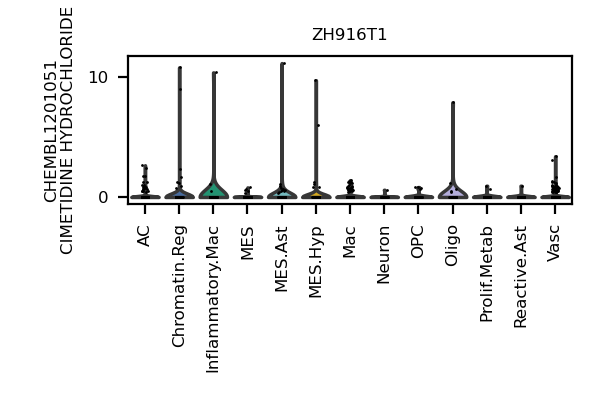 ZH916T1
CHEMBL1201051
CIMETIDINE HYDROCHLORIDE
10
0
AC
Chromatin.Reg
Inflammatory.Mac
MES
MES.Ast
MES.Hyp
Mac
Neuron
OPC
Oligo
Prolif.Metab
Reactive.Ast
Vasc